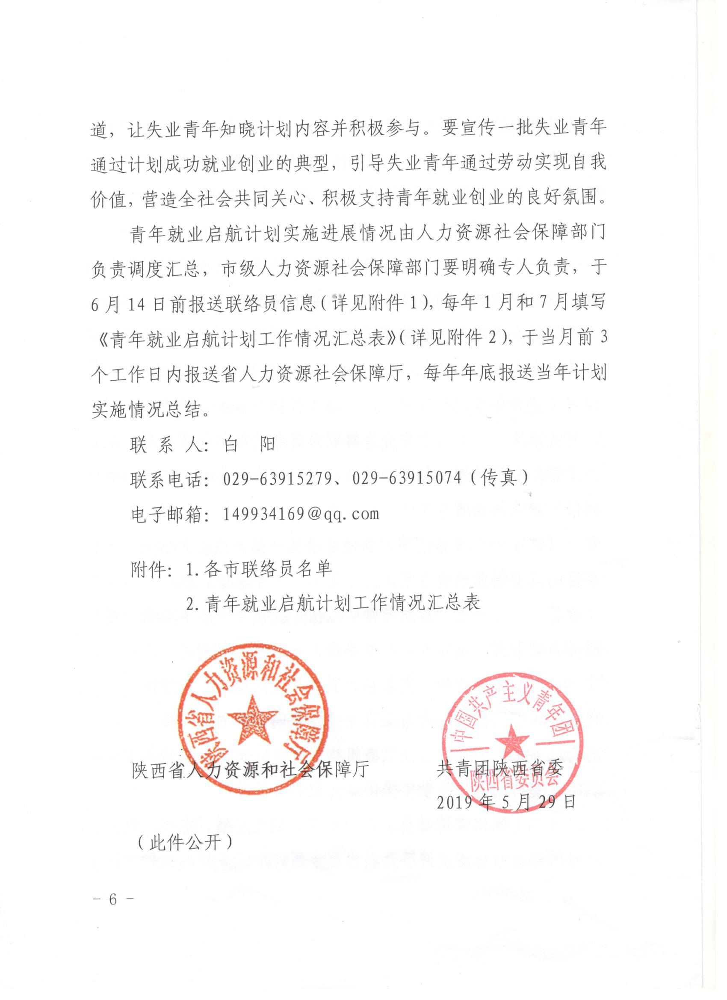 道，让失业青年知晓计划内容并积极参与。要宣传一批失业青年
通过计划成功就业创业的典型，引导失业青年通过劳动实现自我
价值，营造全社会共同关心、积极支持青年就业创业的良好氛围。
青年就业启航计划实施进展情况由人力资源社会保障部门
负责调度汇总，市级人力资源社会保障部门要明确专人负责，于
6月14日前报送联络员信息（详见附件1），每年1月和7月填写
《青年就业启航计划工作情况汇总表》（详见附件2），于当月前3
个工作日内报送省人力资源社会保障厅，每年年底报送当年计划
实施情况总结。
联 系 人：白　阳
联系电话：029-63915279、029-63915074（传真）
电子邮箱：149934169@qq.com
附件：1.各市联络员名单
2.青年就业启航计划工作情况汇总表
陕西省人力资源和社会保障厅
中国共产主义青年团
陕西省人力资源和社会保障厅　共青团陕西省委
陕西省委员会
2019年5月29日
（此件公开）
- 6 -